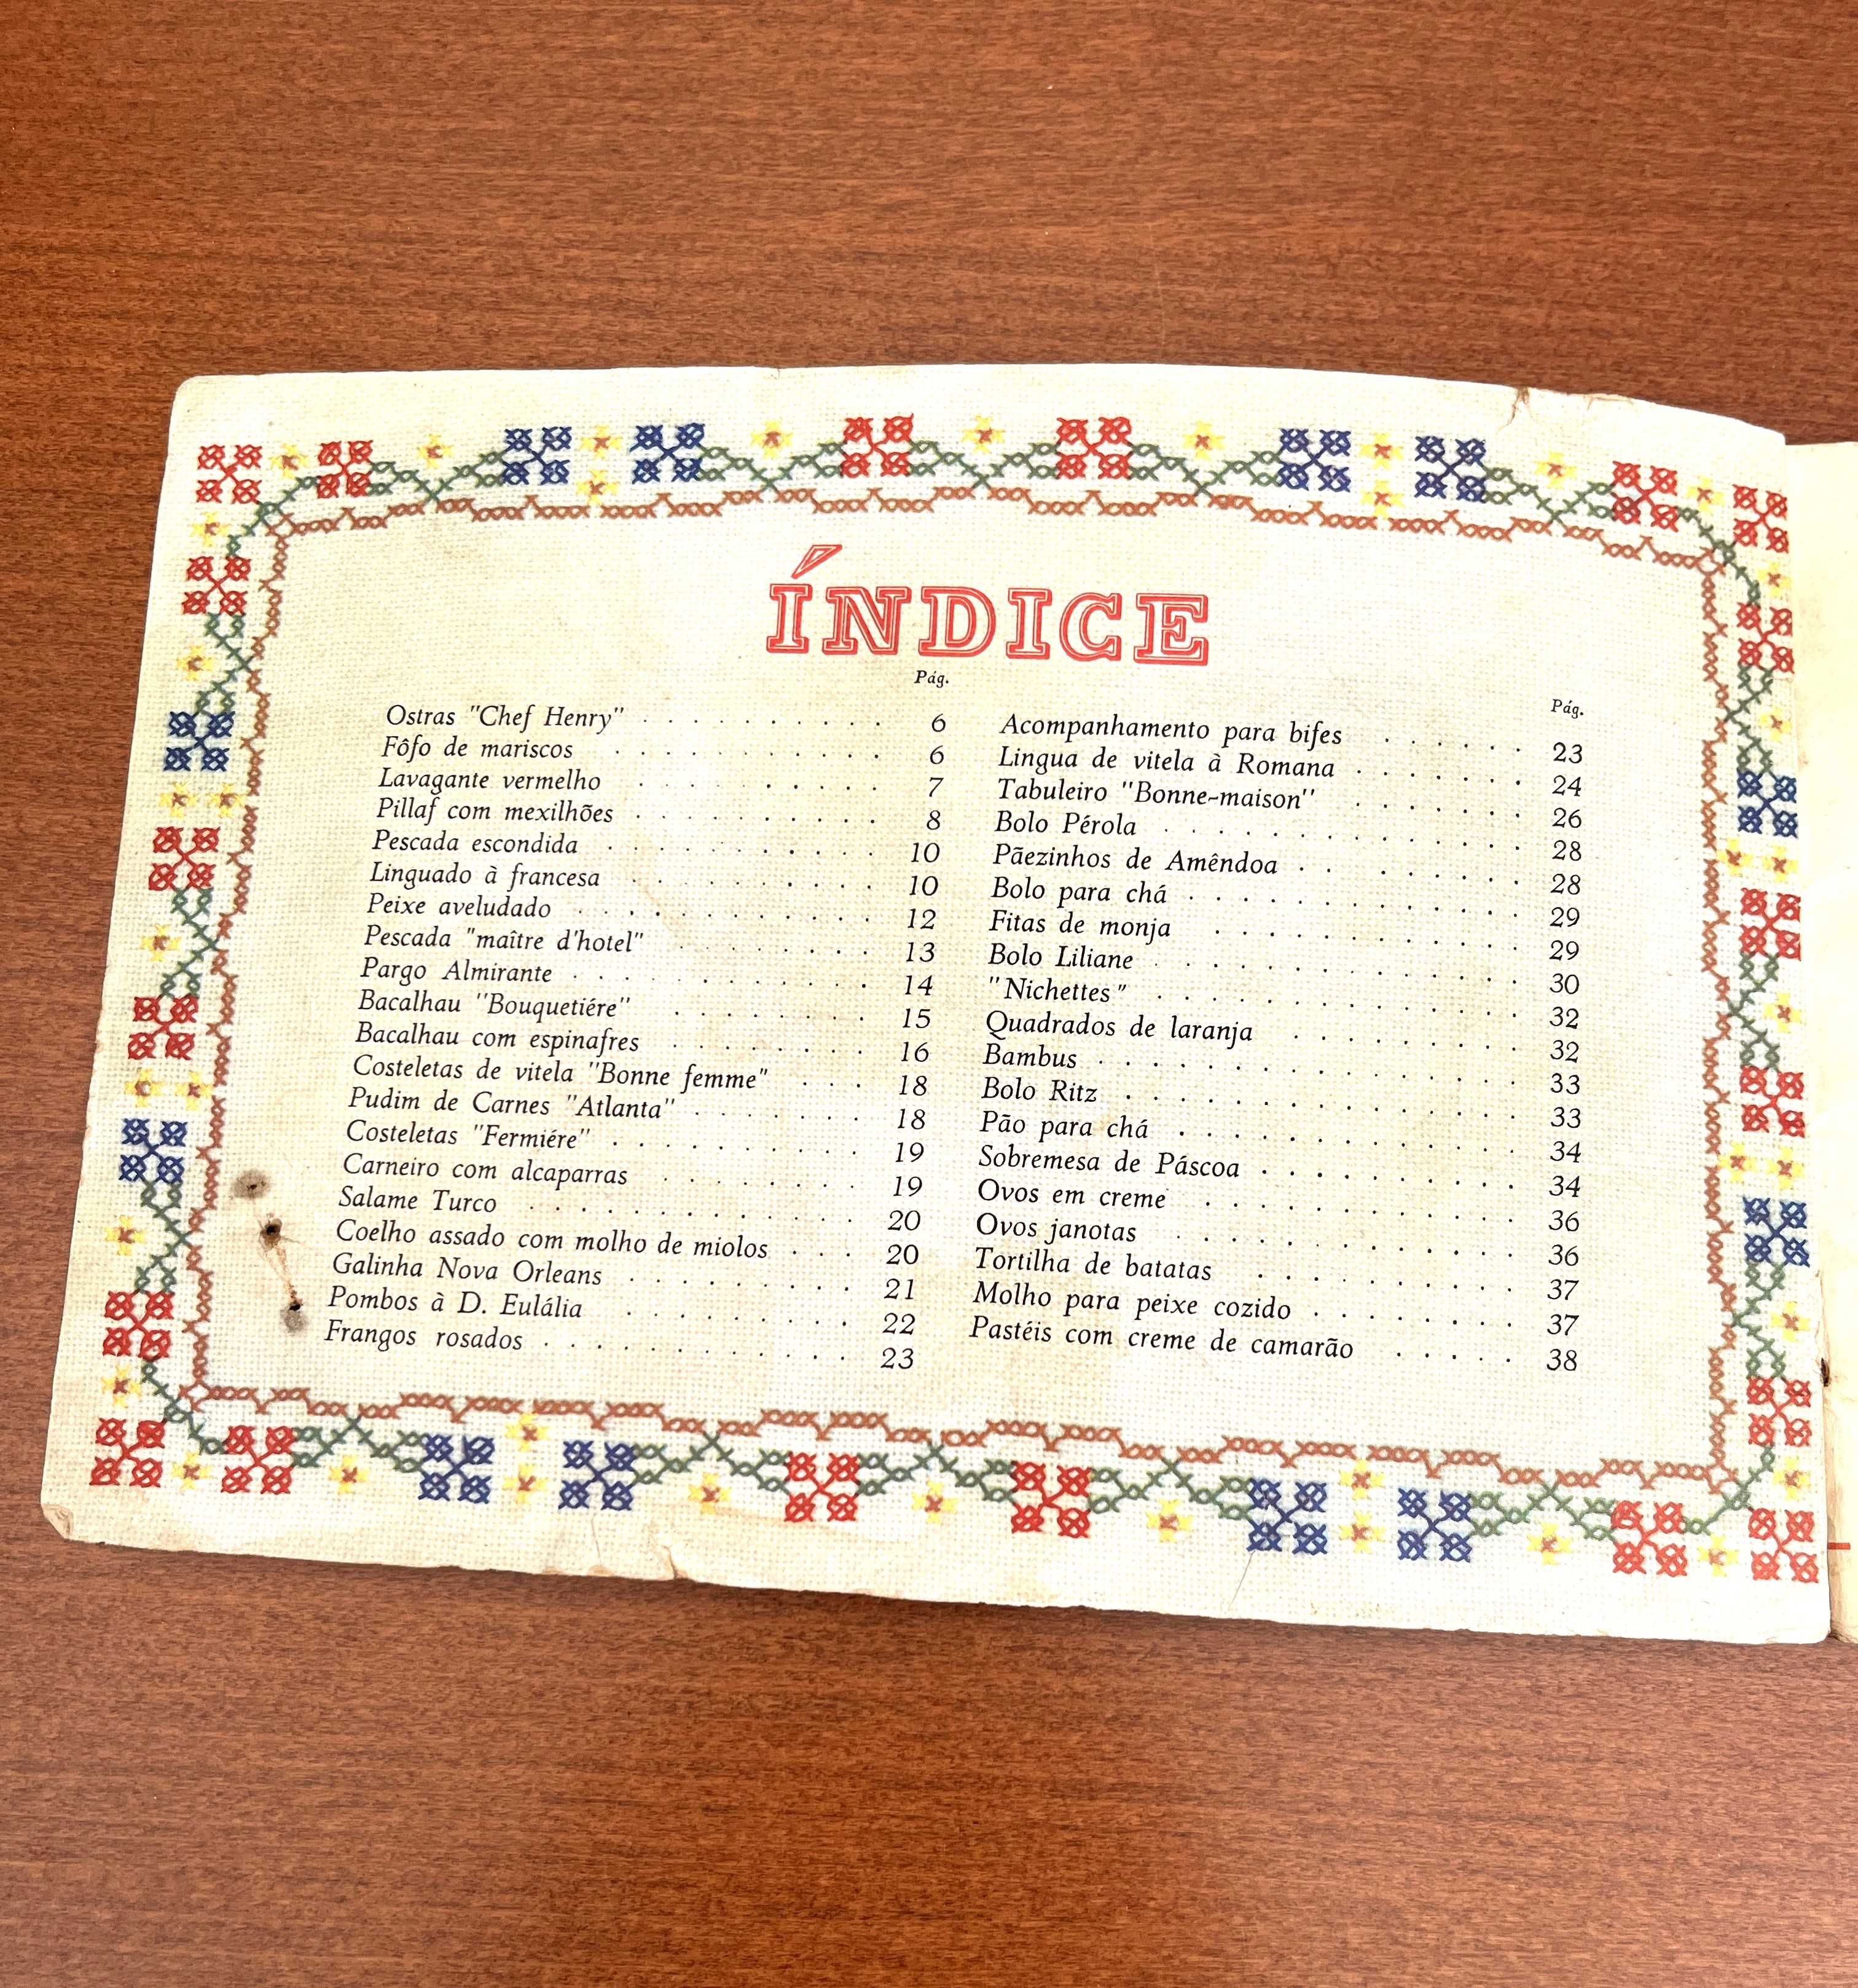 ÍNDICE
Pág.
Ostras "Chef Henry" . . . . . . . . . . 6
Fôfo de mariscos . . . . . . . . . . 6
Lavagante vermelho . . . . . . . . . 7
Pillaf com mexilhões . . . . . . . . . 8
Pescada escondida . . . . . . . . . . 10
Linguado à francesa . . . . . . . . . 10
Peixe aveludado . . . . . . . . . . . 12
Pescada "maître d'hotel" . . . . . . . . 13
Pargo Almirante . . . . . . . . . . . 14
Bacalhau "Bouquetiére" . . . . . . . . 15
Bacalhau com espinafres . . . . . . . . 16
Costeletas de vitela "Bonne femme" . . . 18
Pudim de Carnes "Atlanta" . . . . . . . 18
Costeletas "Fermiére" . . . . . . . . . 19
Carneiro com alcaparras . . . . . . . . 19
Salame Turco . . . . . . . . . . . . 20
Coelho assado com molho de miolos . . . 20
Galinha Nova Orleans . . . . . . . . . 21
Pombos à D. Eulália . . . . . . . . . 22
Frangos rosados . . . . . . . . . . . . 23
Pág.
Acompanhamento para bifes . . . . . . 23
Lingua de vitela à Romana . . . . . . . 24
Tabuleiro "Bonne-maison" . . . . . . . 26
Bolo Pérola . . . . . . . . . . . . 28
Pãezinhos de Amêndoa . . . . . . . . 28
Bolo para chá . . . . . . . . . . . . 29
Fitas de monja . . . . . . . . . . . 29
Bolo Liliane . . . . . . . . . . . . . 30
"Nichettes" . . . . . . . . . . . . . 32
Quadrados de laranja . . . . . . . . . 32
Bambus . . . . . . . . . . . . . . . 33
Bolo Ritz . . . . . . . . . . . . . . 33
Pão para chá . . . . . . . . . . . . 34
Sobremesa de Páscoa . . . . . . . . . . 34
Ovos em creme . . . . . . . . . . . 36
Ovos janotas . . . . . . . . . . . . 36
Tortilha de batatas . . . . . . . . . . 37
Molho para peixe cozido . . . . . . . . 37
Pastéis com creme de camarão . . . . . 38